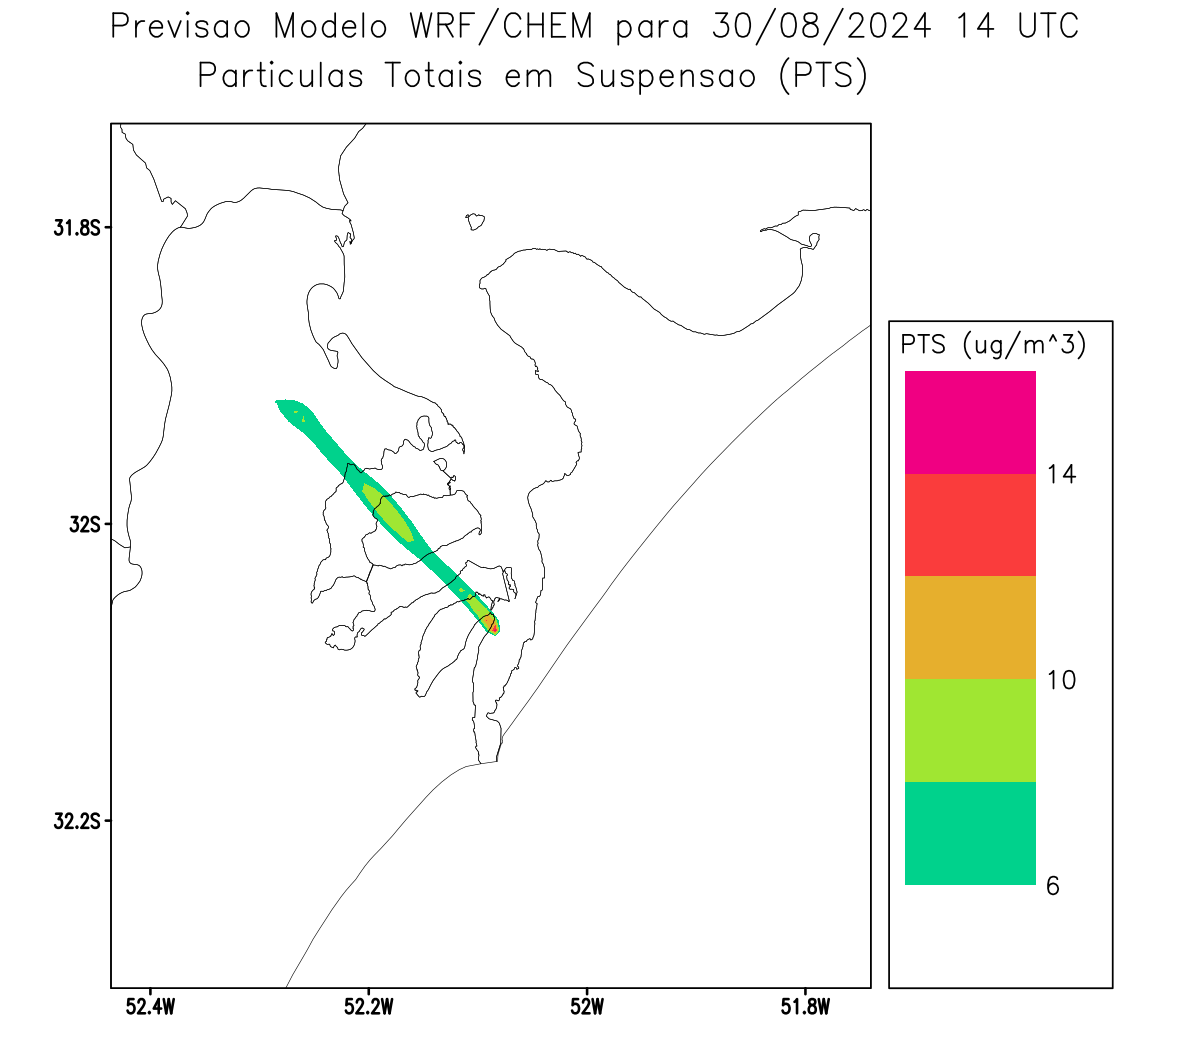 Previsao Modelo WRF/CHEM para 30/08/2024 14 UTC
Particulas Totais em Suspensao (PTS)
31.8S
32S
32.2S
52.4W
52.2W
52W
51.8W
PTS (ug/m^3)
14
10
6